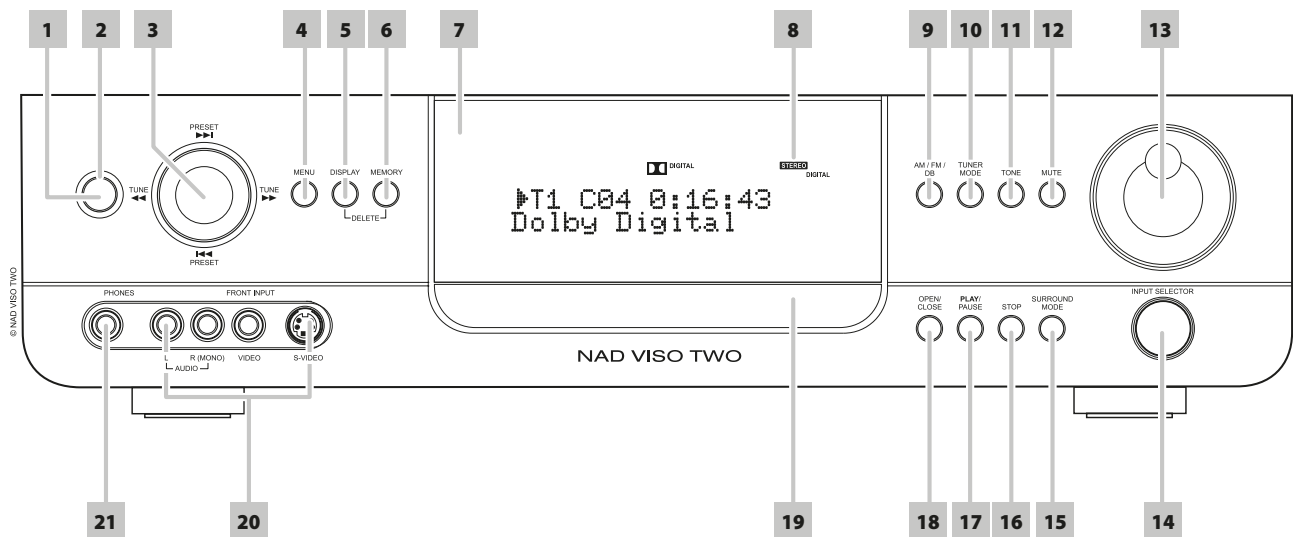 1 2 3 4 5 6 7 8 9 10 11 12 13
PRESET
TUNE
TUNE
PRESET
MENU DISPLAY MEMORY
DELETE
DIGITAL
STEREO
DIGITAL
T1 C04 0:16:43
Dolby Digital
AM / FM /
DB
TUNER
MODE
TONE
MUTE
© NAD VISO TWO
PHONES
FRONT INPUT
L R (MONO) VIDEO S-VIDEO
AUDIO
NAD VISO TWO
OPEN/
CLOSE
PLAY/
PAUSE
STOP
SURROUND
MODE
INPUT SELECTOR
21 20 19 18 17 16 15 14